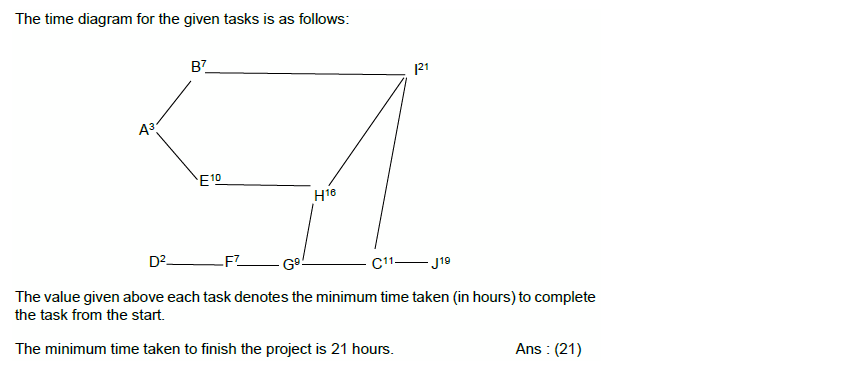 The time diagram for the given tasks is as follows:
B⁷
I²¹
A³
E¹⁰
H¹⁶
D² F⁷ G⁹ C¹¹ J¹⁹
The value given above each task denotes the minimum time taken (in hours) to complete
the task from the start.
The minimum time taken to finish the project is 21 hours. Ans : (21)